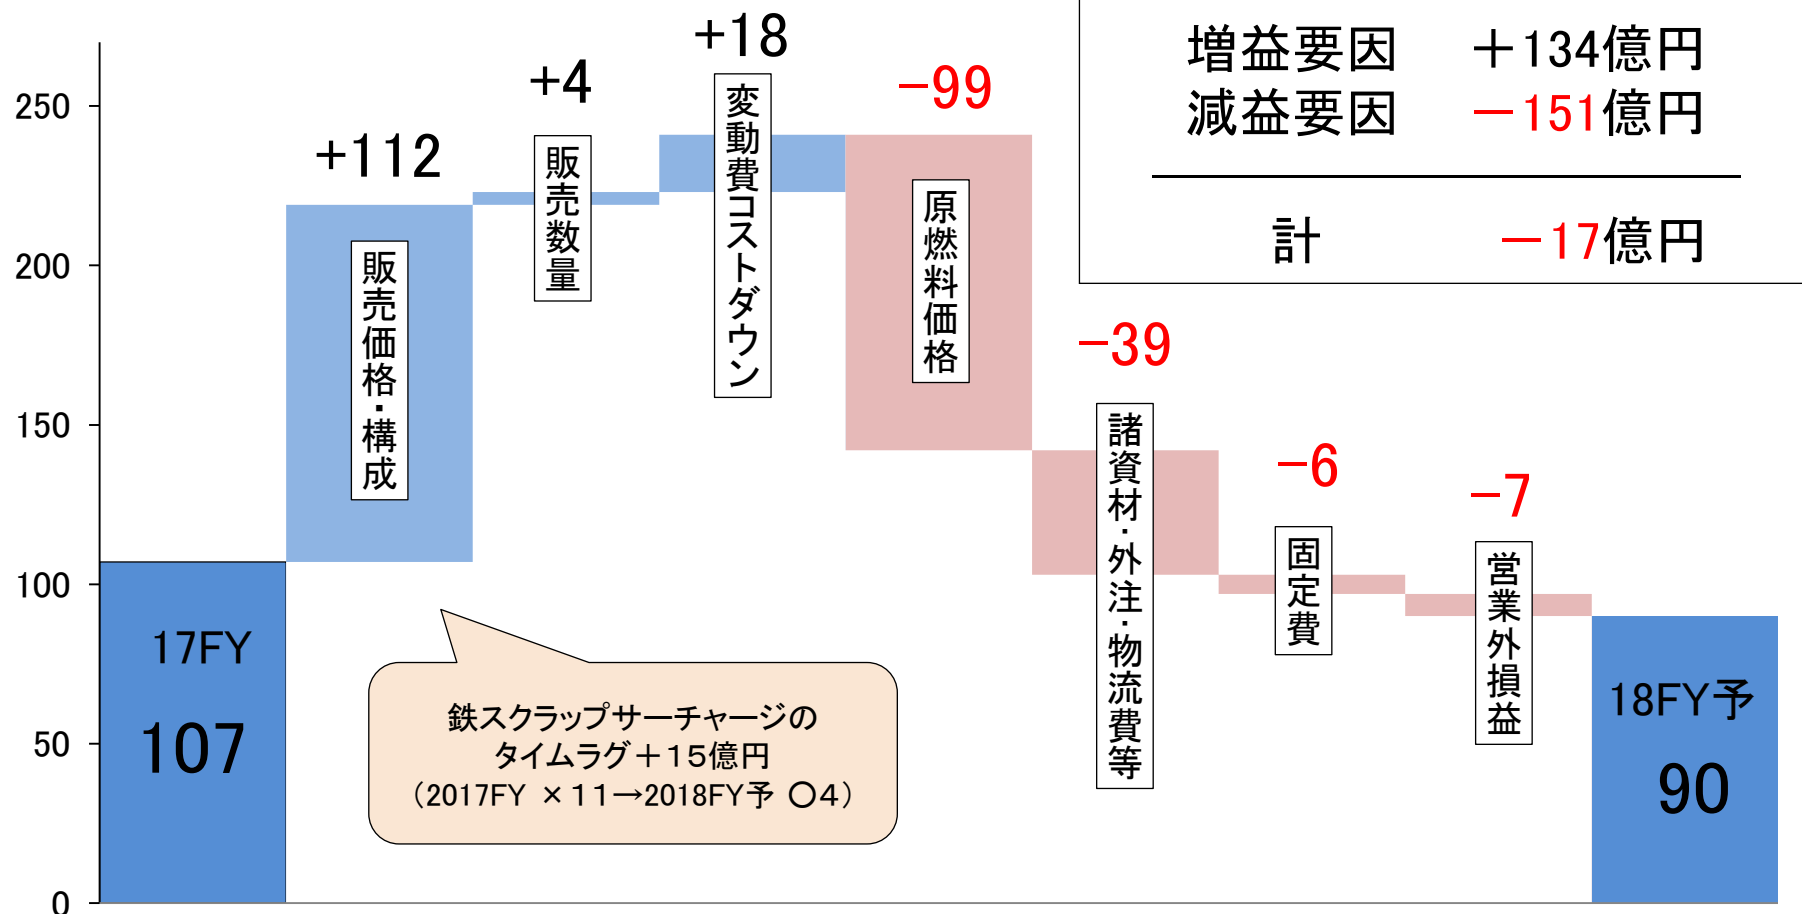 増益要因 ＋134億円
減益要因 －151億円
計 －17億円
250
200
150
100
50
0
17FY
107
+112
販売価格・構成
+4
販売数量
+18
変動費コストダウン
-99
原燃料価格
-39
諸資材・外注・物流費等
-6
固定費
-7
営業外損益
18FY予
90
鉄スクラップサーチャージの
タイムラグ＋１５億円
（2017FY ×１１→2018FY予 〇４）